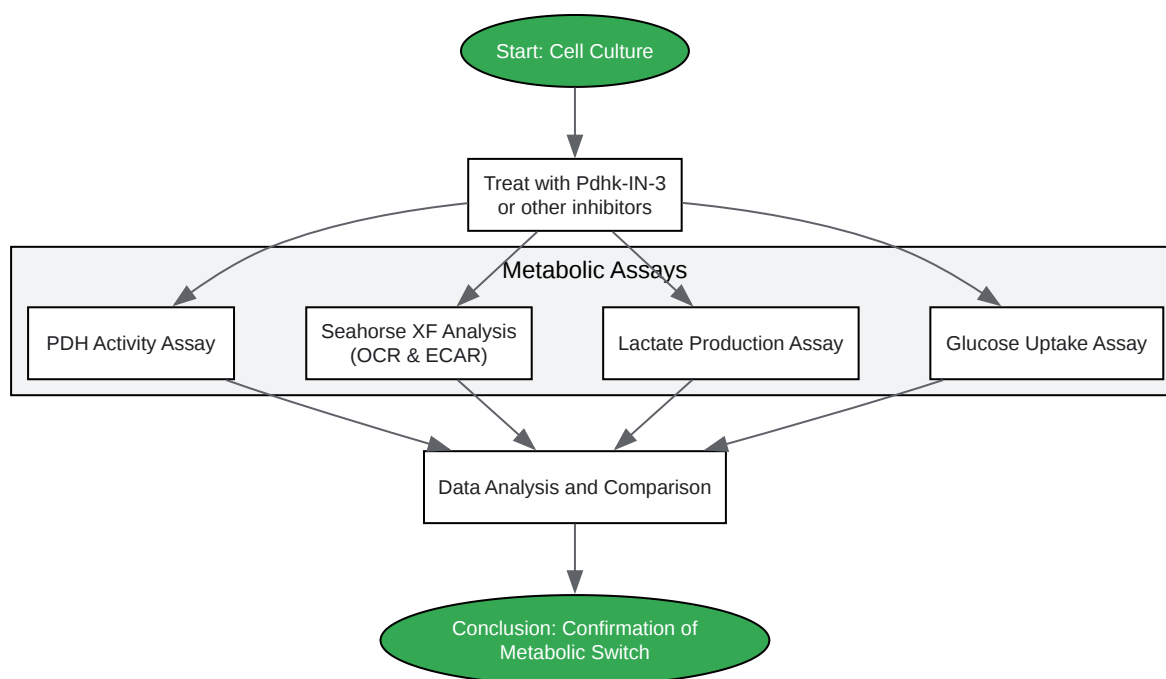 Start: Cell Culture
Treat with Pdhk-IN-3
or other inhibitors
Metabolic Assays
PDH Activity Assay
Seahorse XF Analysis
(OCR & ECAR)
Lactate Production Assay
Glucose Uptake Assay
Data Analysis and Comparison
Conclusion: Confirmation of
Metabolic Switch